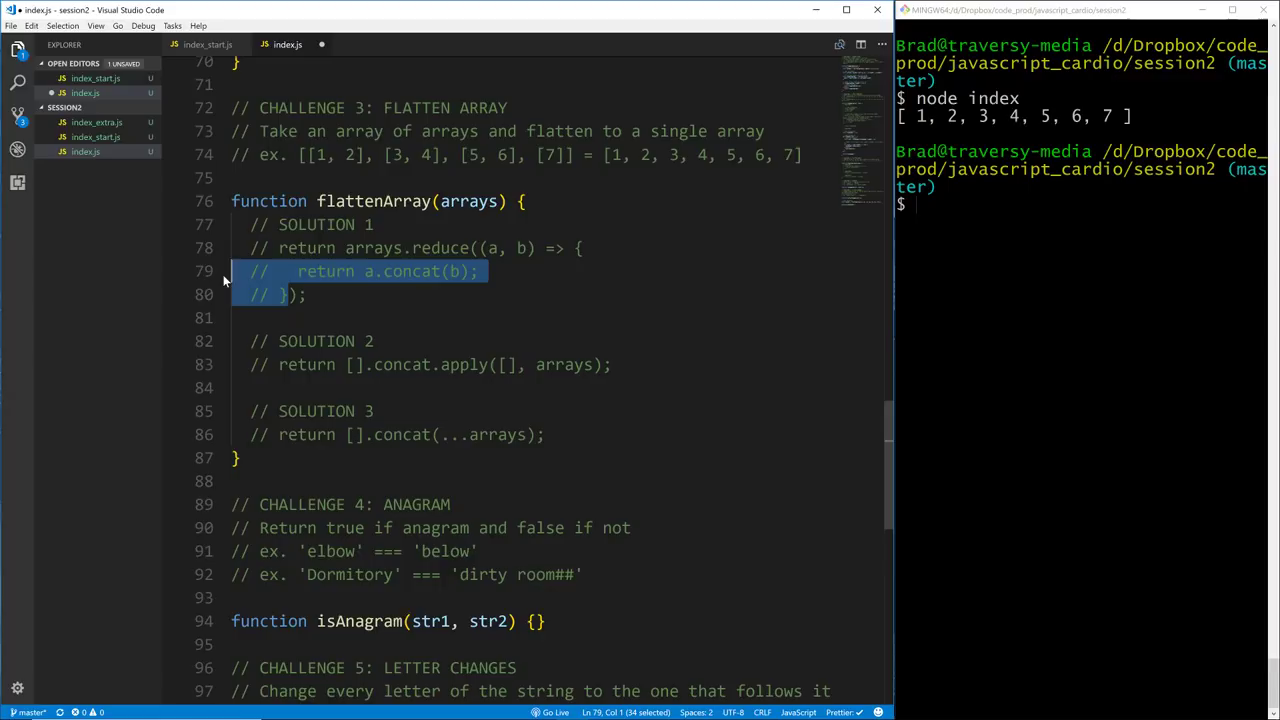 index.js - session2 - Visual Studio Code
File Edit Selection View Go Debug Tasks Help
EXPLORER
OPEN EDITORS 1 UNSAVED
index_start.js U
index.js U
SESSION2
index_extra.js U
index_start.js U
index.js U
index_start.js
index.js
70 }
71
72 // CHALLENGE 3: FLATTEN ARRAY
73 // Take an array of arrays and flatten to a single array
74 // ex. [[1, 2], [3, 4], [5, 6], [7]] = [1, 2, 3, 4, 5, 6, 7]
75
76 function flattenArray(arrays) {
77 // SOLUTION 1
78 // return arrays.reduce((a, b) => {
79 // return a.concat(b);
80 // });
81
82 // SOLUTION 2
83 // return [].concat.apply([], arrays);
84
85 // SOLUTION 3
86 // return [].concat(...arrays);
87 }
88
89 // CHALLENGE 4: ANAGRAM
90 // Return true if anagram and false if not
91 // ex. 'elbow' === 'below'
92 // ex. 'Dormitory' === 'dirty room##'
93
94 function isAnagram(str1, str2) {}
95
96 // CHALLENGE 5: LETTER CHANGES
97 // Change every letter of the string to the one that follows it
master* 0 0 Go Live Ln 79, Col 1 (34 selected) Spaces: 2 UTF-8 CRLF JavaScript Prettier: ✓
MINGW64:/d/Dropbox/code_prod/javascript_cardio/session2
Brad@traversy-media /d/Dropbox/code_
prod/javascript_cardio/session2 (mas
ter)
$ node index
[ 1, 2, 3, 4, 5, 6, 7 ]
Brad@traversy-media /d/Dropbox/code_
prod/javascript_cardio/session2 (mas
ter)
$